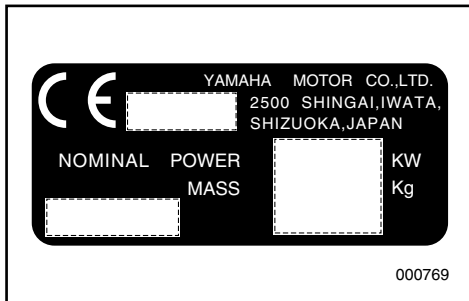 CE
YAMAHA MOTOR CO.,LTD.
2500 SHINGAI,IWATA,
SHIZUOKA,JAPAN
NOMINAL POWER KW
MASS Kg
000769